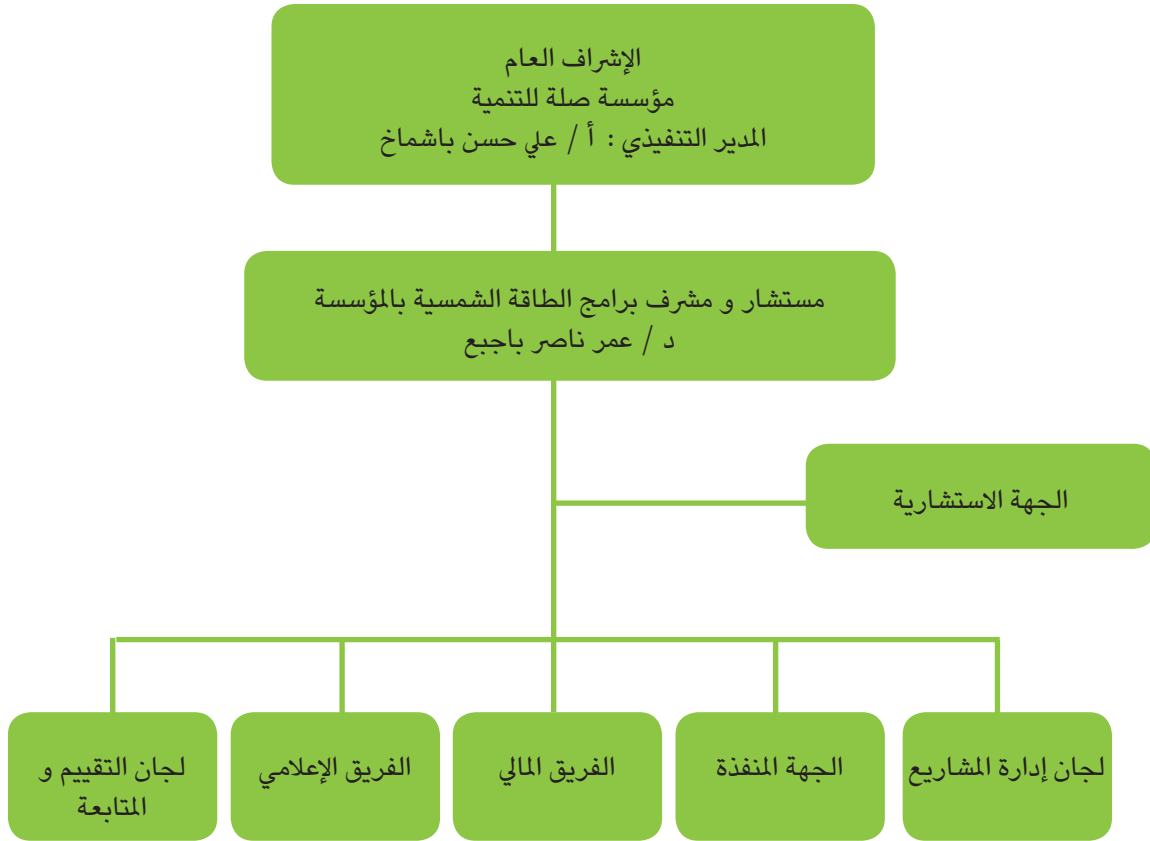 الإشراف العام
مؤسسة صلة للتنمية
المدير التنفيذي : أ / علي حسن باشماخ
مستشار و مشرف برامج الطاقة الشمسية بالمؤسسة
د / عمر ناصر باجبع
الجهة الاستشارية
لجان إدارة المشاريع
الجهة المنفذة
الفريق المالي
الفريق الإعلامي
لجان التقييم و
المتابعة